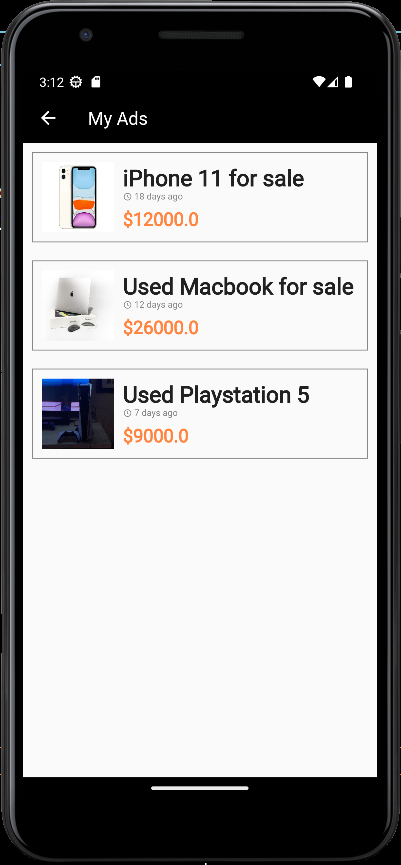 3:12
My Ads
iPhone 11 for sale
18 days ago
$12000.0
Used Macbook for sale
12 days ago
$26000.0
Used Playstation 5
7 days ago
$9000.0